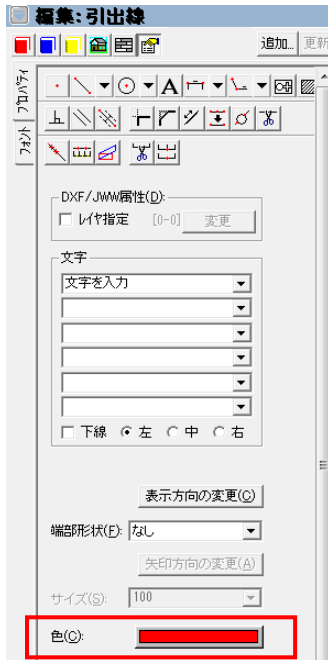 編集:引出線
追加... 更新
プロパティ
フォント
A
DXF/JWW属性(D):
レイヤ指定 [0-0] 変更
文字
文字を入力
下線 左 中 右
表示方向の変更(C)
端部形状(F): なし
矢印方向の変更(A)
サイズ(S): 100
色(C):